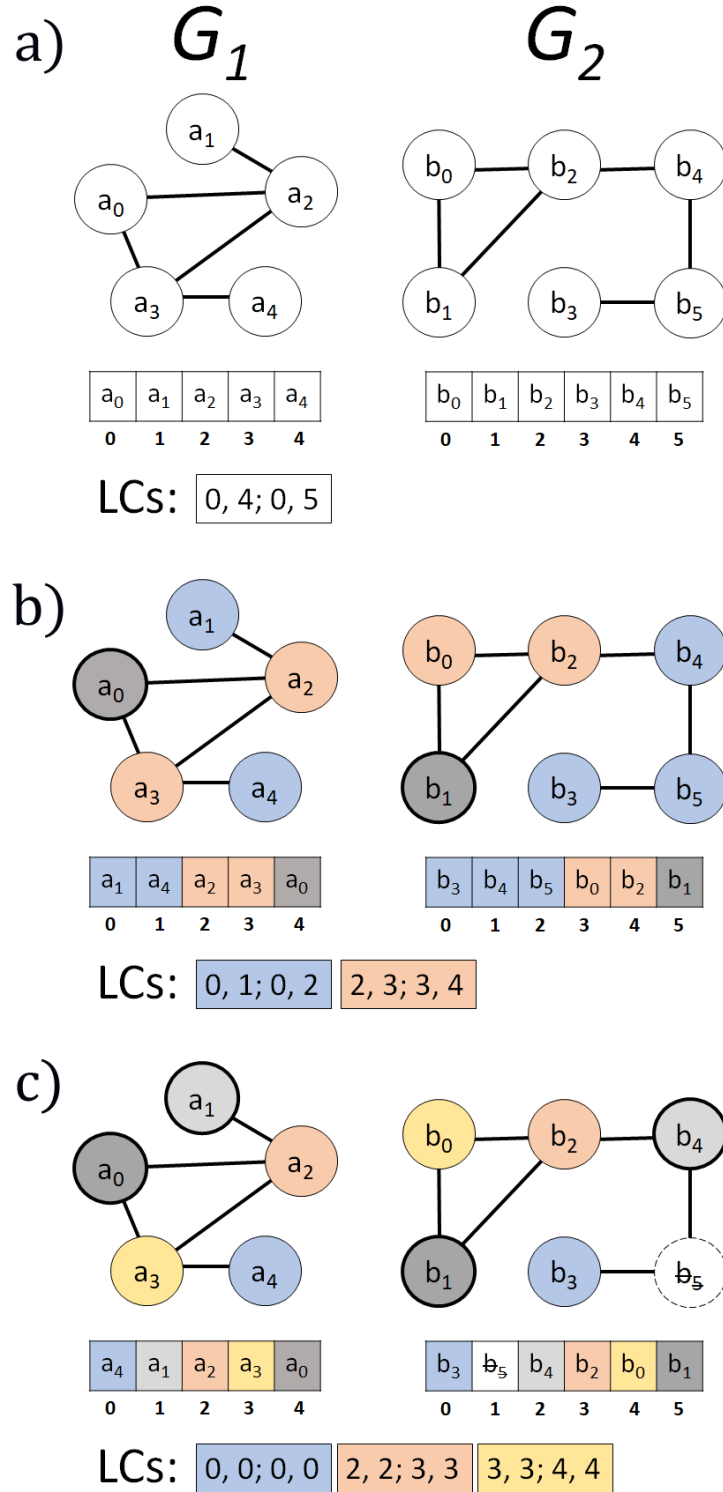 a) G₁ G₂
a₁
b₀ b₂ b₄
a₀ a₂
a₃ a₄
b₁ b₃ b₅
a₀ a₁ a₂ a₃ a₄
b₀ b₁ b₂ b₃ b₄ b₅
0 1 2 3 4
0 1 2 3 4 5
LCs: 0, 4; 0, 5
b)
a₁
b₀ b₂ b₄
a₀ a₂
a₃ a₄
b₁ b₃ b₅
a₁ a₄ a₂ a₃ a₀
b₃ b₄ b₅ b₀ b₂ b₁
0 1 2 3 4
0 1 2 3 4 5
LCs: 0, 1; 0, 2 2, 3; 3, 4
c)
a₁
b₀ b₂ b₄
a₀ a₂
a₃ a₄
b₁ b₃ b₅
a₄ a₁ a₂ a₃ a₀
b₃ b₅ b₄ b₂ b₀ b₁
0 1 2 3 4
0 1 2 3 4 5
LCs: 0, 0; 0, 0 2, 2; 3, 3 3, 3; 4, 4